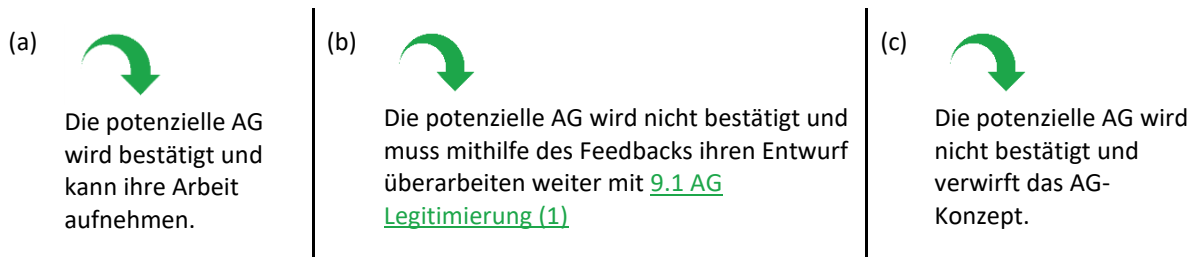 (a)
Die potenzielle AG
wird bestätigt und
kann ihre Arbeit
aufnehmen.
(b)
Die potenzielle AG wird nicht bestätigt und
muss mithilfe des Feedbacks ihren Entwurf
überarbeiten weiter mit 9.1 AG
Legitimierung (1)
(c)
Die potenzielle AG wird
nicht bestätigt und
verwirft das AG-
Konzept.